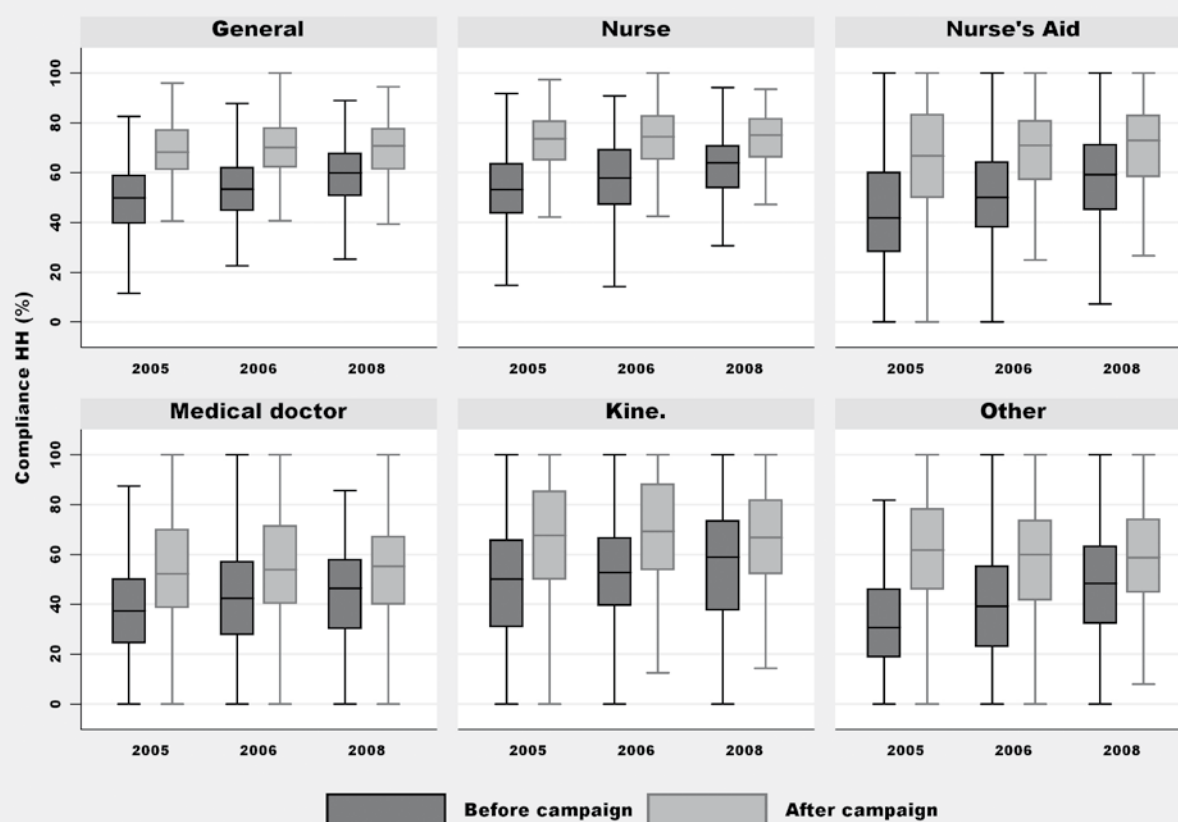 General
Nurse
Nurse's Aid
100
80
60
40
20
0
2005 2006 2008
2005 2006 2008
2005 2006 2008
Compliance HH (%)
Medical doctor
Kine.
Other
100
80
60
40
20
0
2005 2006 2008
2005 2006 2008
2005 2006 2008
Before campaign
After campaign